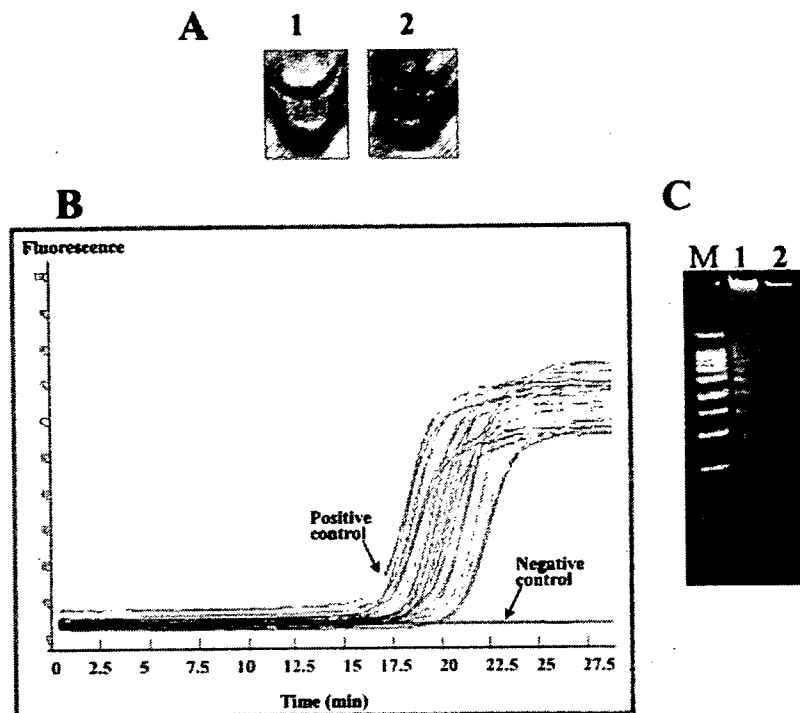 A
1 2
B
Fluorescence
Positive
control
Negative
control
0 2.5 5 7.5 10 12.5 15 17.5 20 22.5 25 27.5
Time (min)
C
M 1 2